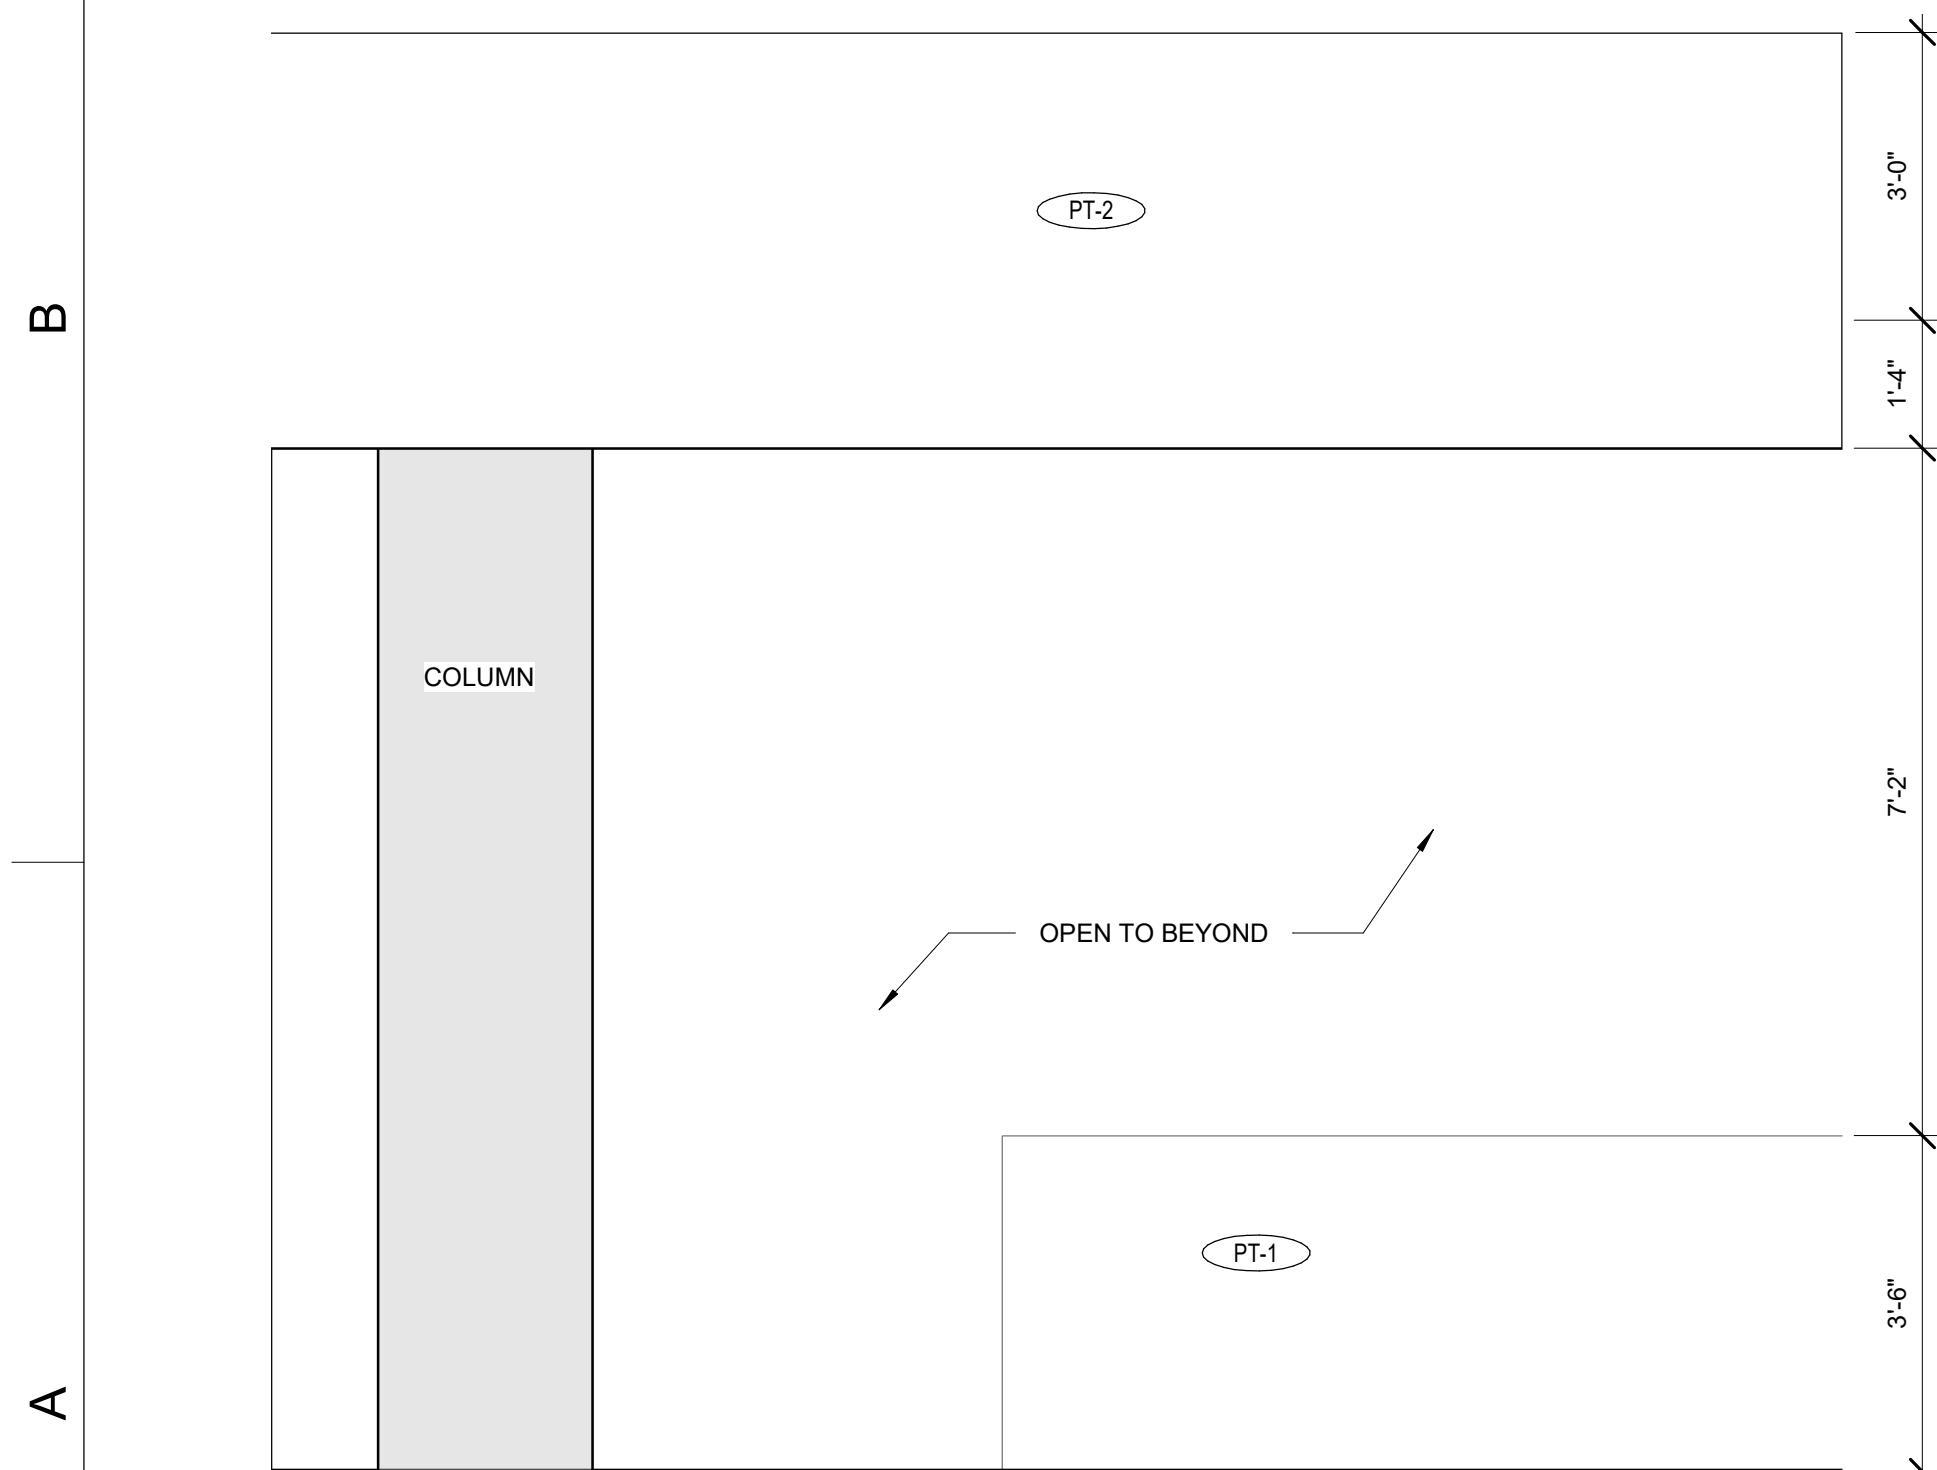 3'-0"
PT-2
B
1'-4"
COLUMN
7'-2"
OPEN TO BEYOND
PT-1
3'-6"
A